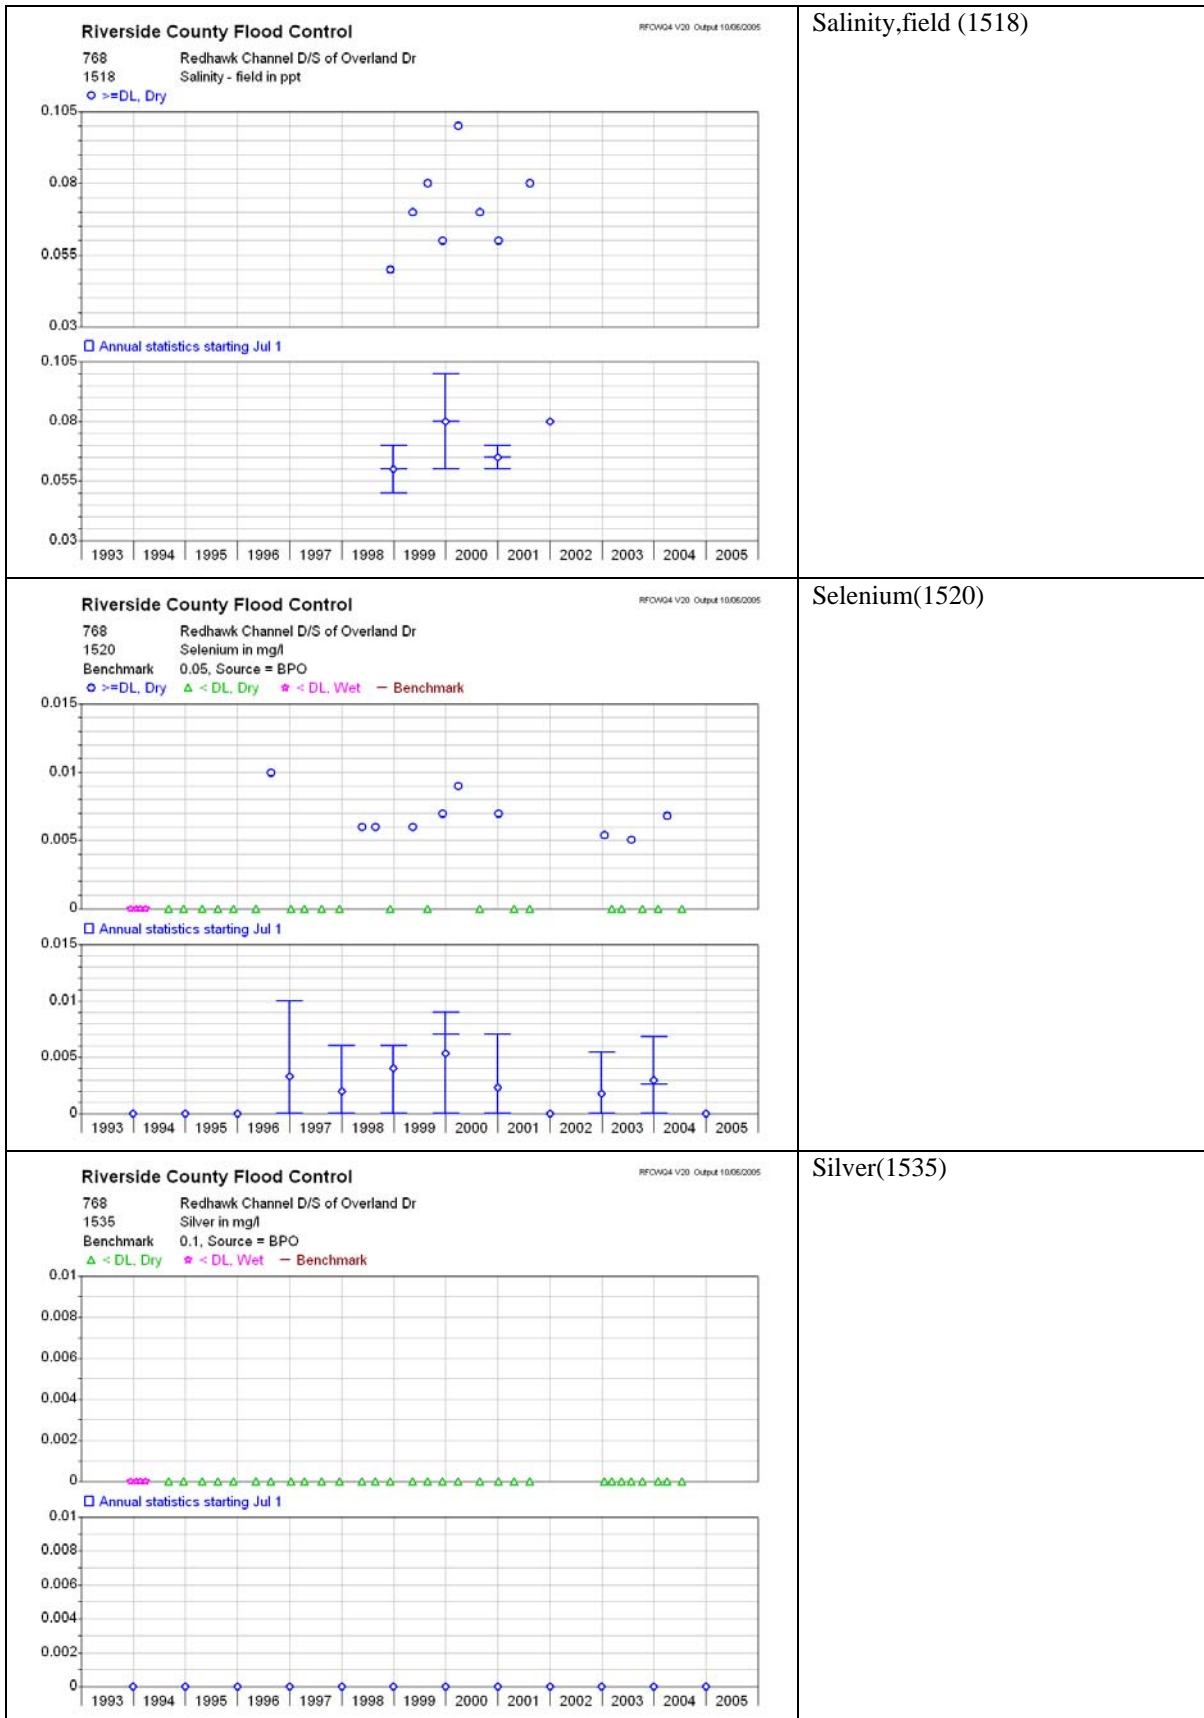 Riverside County Flood Control RFCWQ4 V20 Output 10/06/2005
768 Redhawk Channel D/S of Overland Dr
1518 Salinity - field in ppt
>=DL, Dry
0.105
0.08
0.055
0.03
Annual statistics starting Jul 1
0.105
0.08
0.055
0.03
1993 1994 1995 1996 1997 1998 1999 2000 2001 2002 2003 2004 2005
Salinity,field (1518)
Riverside County Flood Control RFCWQ4 V20 Output 10/06/2005
768 Redhawk Channel D/S of Overland Dr
1520 Selenium in mg/l
Benchmark 0.05, Source = BPO
>=DL, Dry < DL, Dry < DL, Wet Benchmark
0.015
0.01
0.005
0
Annual statistics starting Jul 1
0.015
0.01
0.005
0
1993 1994 1995 1996 1997 1998 1999 2000 2001 2002 2003 2004 2005
Selenium(1520)
Riverside County Flood Control RFCWQ4 V20 Output 10/06/2005
768 Redhawk Channel D/S of Overland Dr
1535 Silver in mg/l
Benchmark 0.1, Source = BPO
< DL, Dry < DL, Wet Benchmark
0.01
0.008
0.006
0.004
0.002
0
Annual statistics starting Jul 1
0.01
0.008
0.006
0.004
0.002
0
1993 1994 1995 1996 1997 1998 1999 2000 2001 2002 2003 2004 2005
Silver(1535)